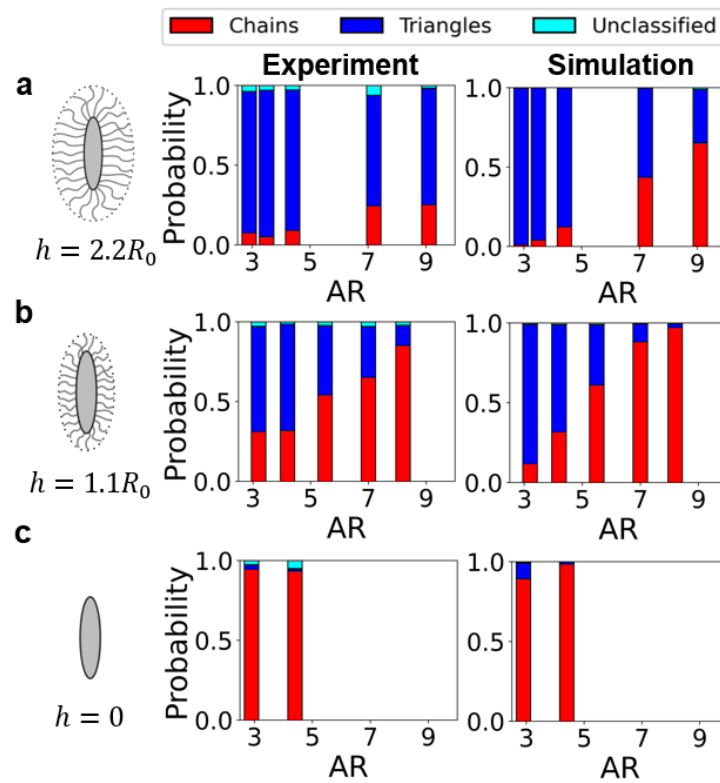 Chains Triangles Unclassified
Experiment Simulation
a
h = 2.2R₀
Probability
1.0
0.5
0.0
3 5 7 9
AR
1.0
0.5
0.0
3 5 7 9
AR
b
h = 1.1R₀
Probability
1.0
0.5
0.0
3 5 7 9
AR
1.0
0.5
0.0
3 5 7 9
AR
c
h = 0
Probability
1.0
0.5
0.0
3 5 7 9
AR
1.0
0.5
0.0
3 5 7 9
AR